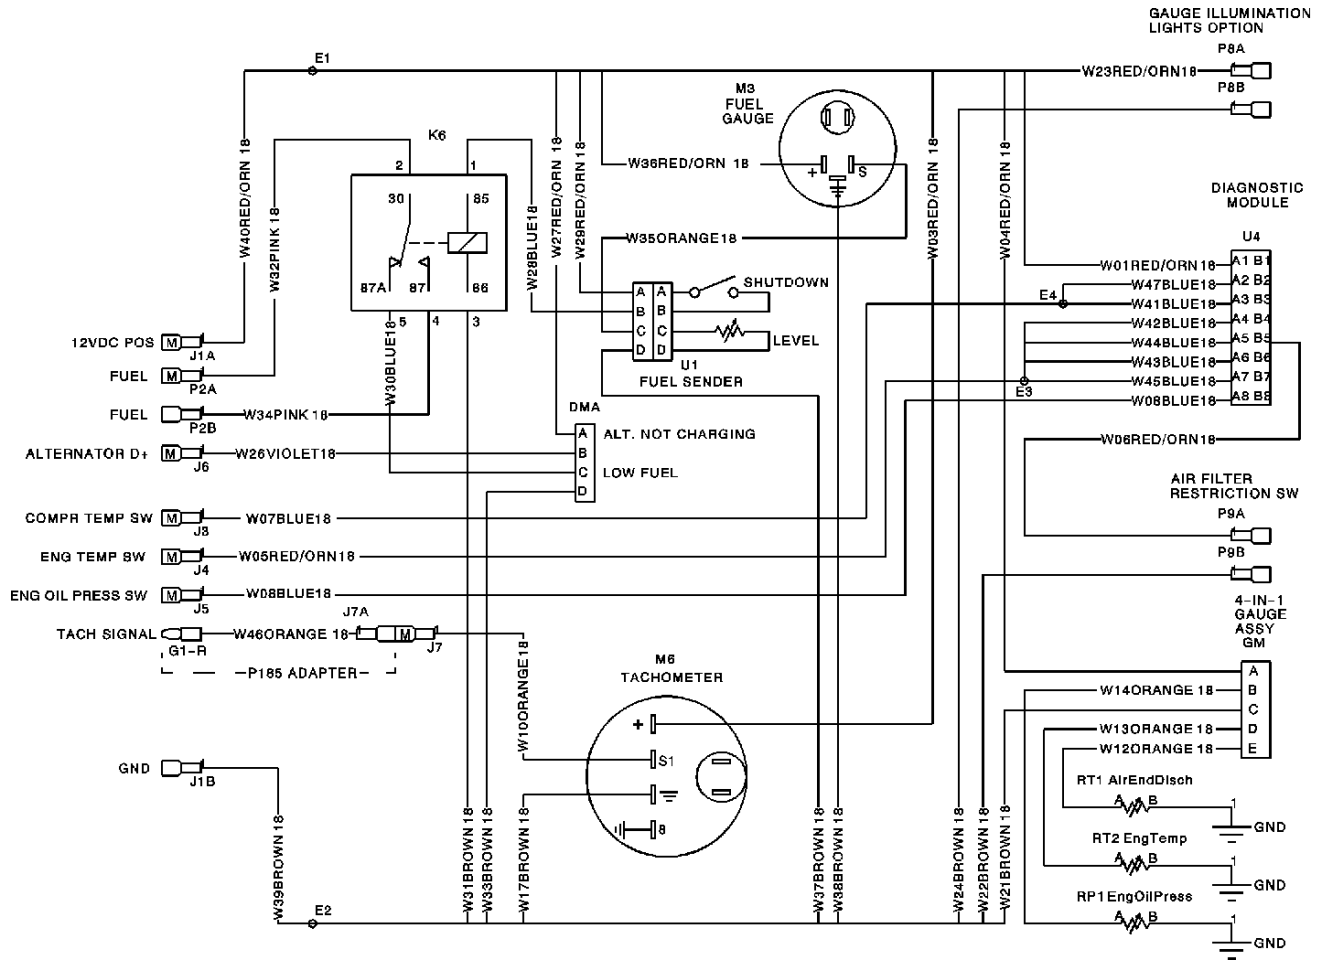 GAUGE ILLUMINATION
LIGHTS OPTION
P8A
E1
W23RED/ORN18
P8B
M3
FUEL
GAUGE
K6
2
1
W36RED/ORN 18
+
S
W40RED/ORN 18
W32PINK 18
W28BLUE18
W27RED/ORN 18
W29RED/ORN 18
W03RED/ORN 18
W04RED/ORN 18
30
85
87A
87
86
5
4
3
DIAGNOSTIC
MODULE
U4
W35ORANGE18
SHUTDOWN
A A
B B
C C
D D
LEVEL
U1
FUEL SENDER
W01RED/ORN 18
A1 B1
W47BLUE18
A2 B2
E4
W41BLUE18
A3 B3
W42BLUE18
A4 B4
W44BLUE18
A5 B5
W43BLUE18
A6 B6
W45BLUE18
A7 B7
E3
W08BLUE18
A8 B8
12VDC POS
M
J1A
FUEL
M
P2A
W30BLUE18
FUEL
W34PINK 18
P2B
DMA
A
ALT. NOT CHARGING
B
C
LOW FUEL
D
W06RED/ORN18
ALTERNATOR D+
M
W26VIOLET18
J6
AIR FILTER
RESTRICTION SW
P9A
P9B
COMPR TEMP SW
M
W07BLUE18
J3
ENG TEMP SW
M
W05RED/ORN18
J4
ENG OIL PRESS SW
M
W08BLUE18
J5
TACH SIGNAL
W46ORANGE 18
J7A
M
J7
G1-R
P185 ADAPTER
4-IN-1
GAUGE
ASSY
GM
A
W14ORANGE 18
B
C
W13ORANGE 18
D
W12ORANGE 18
E
M6
TACHOMETER
+
S1
8
W10ORANGE18
GND
J1B
RT1 AirEndDisch
A B
1
GND
RT2 EngTemp
A B
1
GND
RP1EngOilPress
A B
1
GND
W39BROWN 18
E2
W31BROWN 18
W33BROWN 18
W17BROWN 18
W37BROWN 18
W38BROWN 18
W24BROWN 18
W22BROWN 18
W21BROWN 18